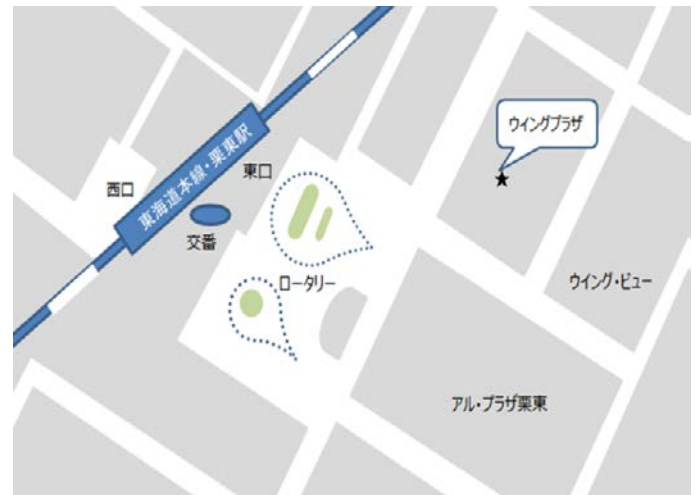 ウイングプラザ
東海道本線・栗東駅
東口
西口
交番
ロータリー
ウイング・ビュー
アル・プラザ栗東